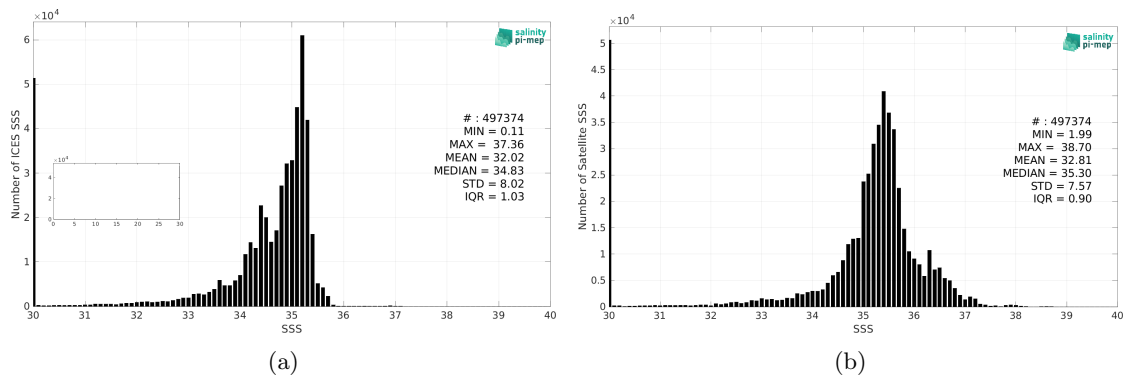 ×10⁴
6
5
4
3
2
1
0
Number of ICES SSS
30 31 32 33 34 35 36 37 38 39 40
SSS
×10⁴
4
2
0
0 5 10 15 20 25 30
salinity
pi-mep
# : 497374
MIN = 0.11
MAX = 37.36
MEAN = 32.02
MEDIAN = 34.83
STD = 8.02
IQR = 1.03
(a)
×10⁴
5
4.5
4
3.5
3
2.5
2
1.5
1
0.5
0
Number of Satellite SSS
30 31 32 33 34 35 36 37 38 39 40
SSS
salinity
pi-mep
# : 497374
MIN = 1.99
MAX = 38.70
MEAN = 32.81
MEDIAN = 35.30
STD = 7.57
IQR = 0.90
(b)